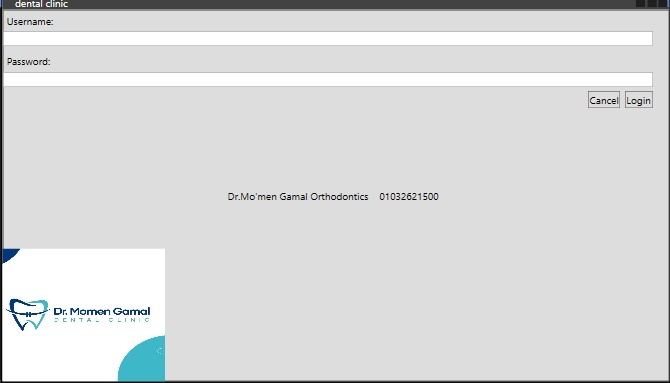 dental clinic
Username:
Password:
Cancel Login
Dr.Mo'men Gamal Orthodontics 01032621500
Dr. Momen Gamal
DENTAL CLINIC